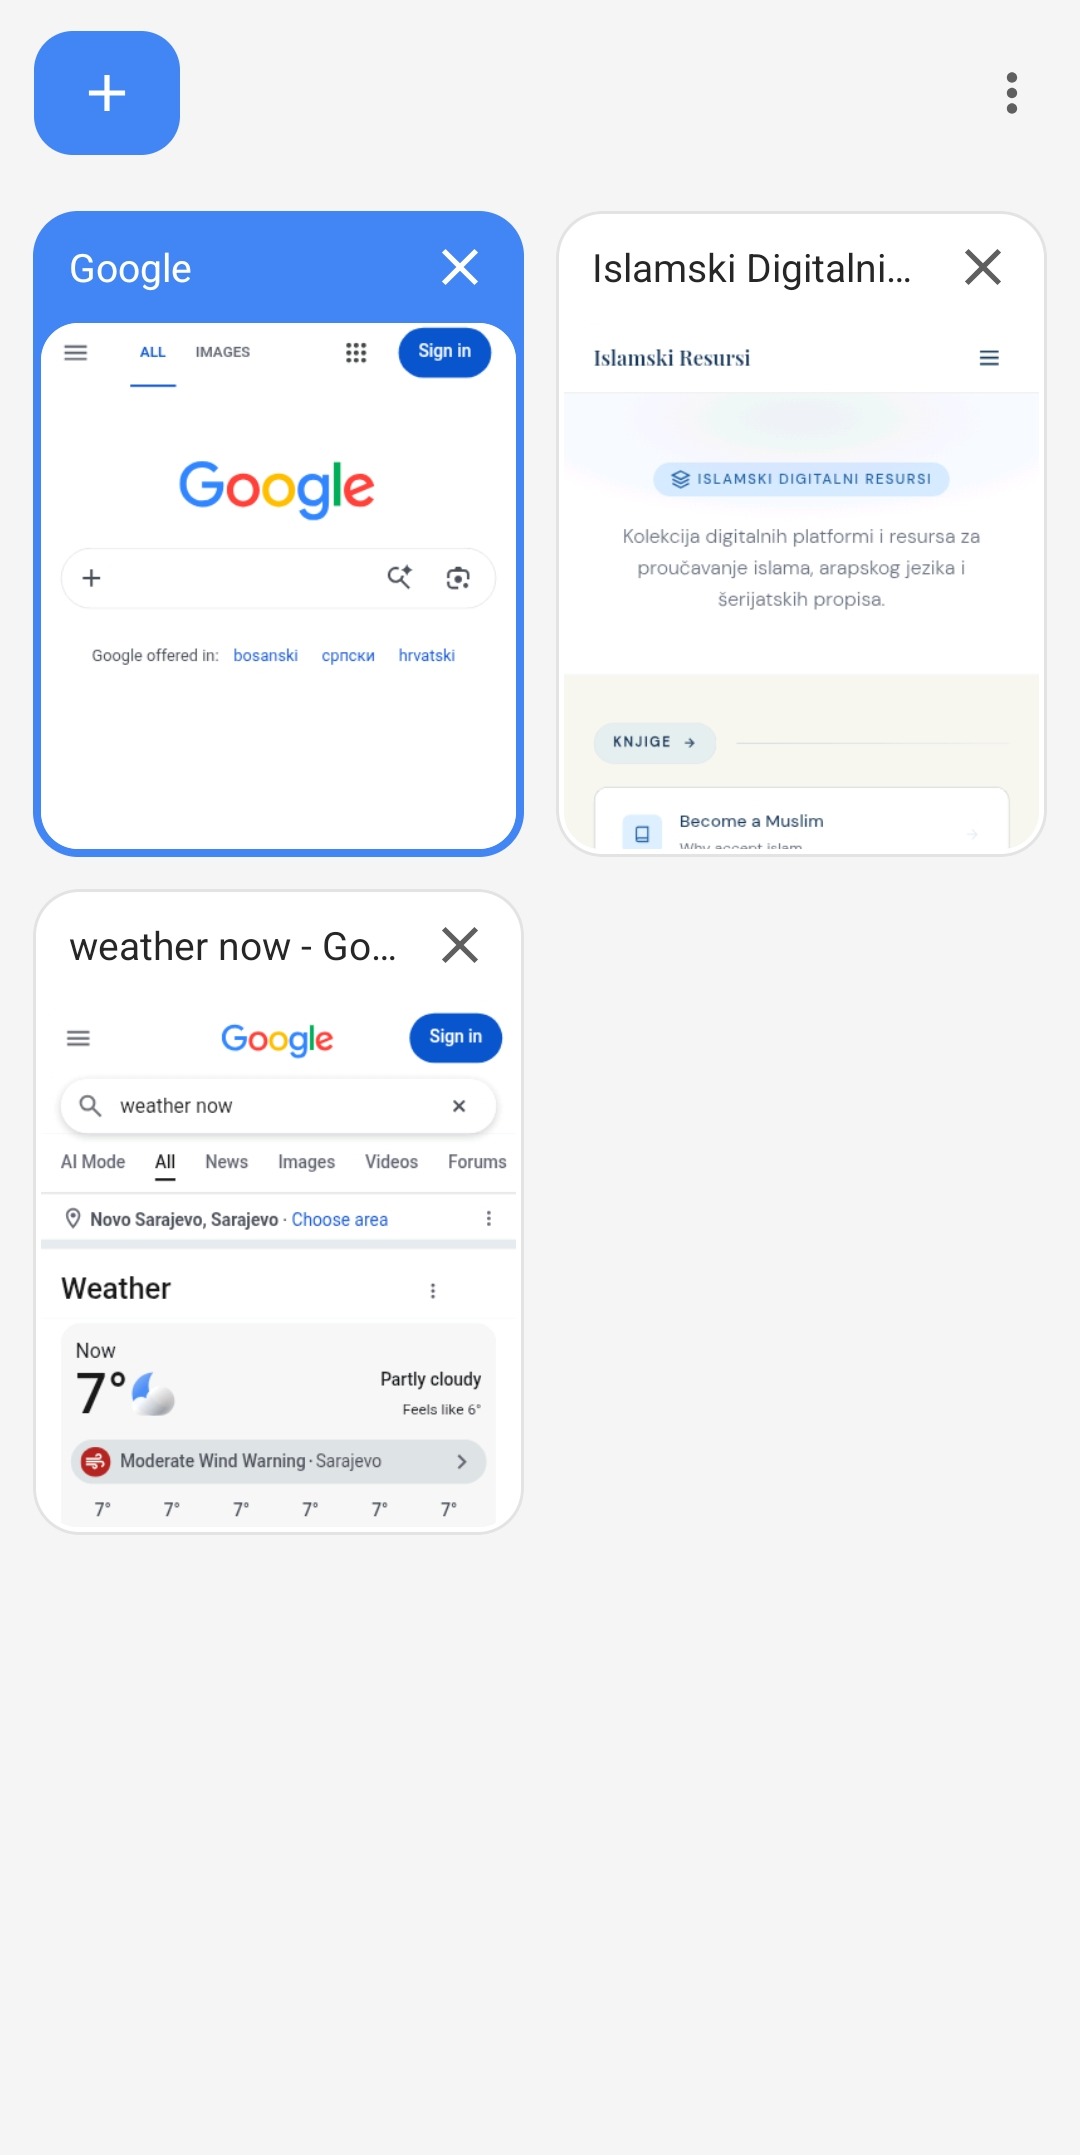 Google
ALL IMAGES Sign in
Google
Google offered in: bosanski српски hrvatski
Islamski Digitalni...
Islamski Resursi
ISLAMSKI DIGITALNI RESURSI
Kolekcija digitalnih platformi i resursa za
proučavanje islama, arapskog jezika i
šerijatskih propisa.
KNJIGE
Become a Muslim
Why accept islam
weather now - Go...
Google Sign in
weather now
AI Mode All News Images Videos Forums
Novo Sarajevo, Sarajevo · Choose area
Weather
Now
7° Partly cloudy
Feels like 6°
Moderate Wind Warning · Sarajevo
7° 7° 7° 7° 7° 7°